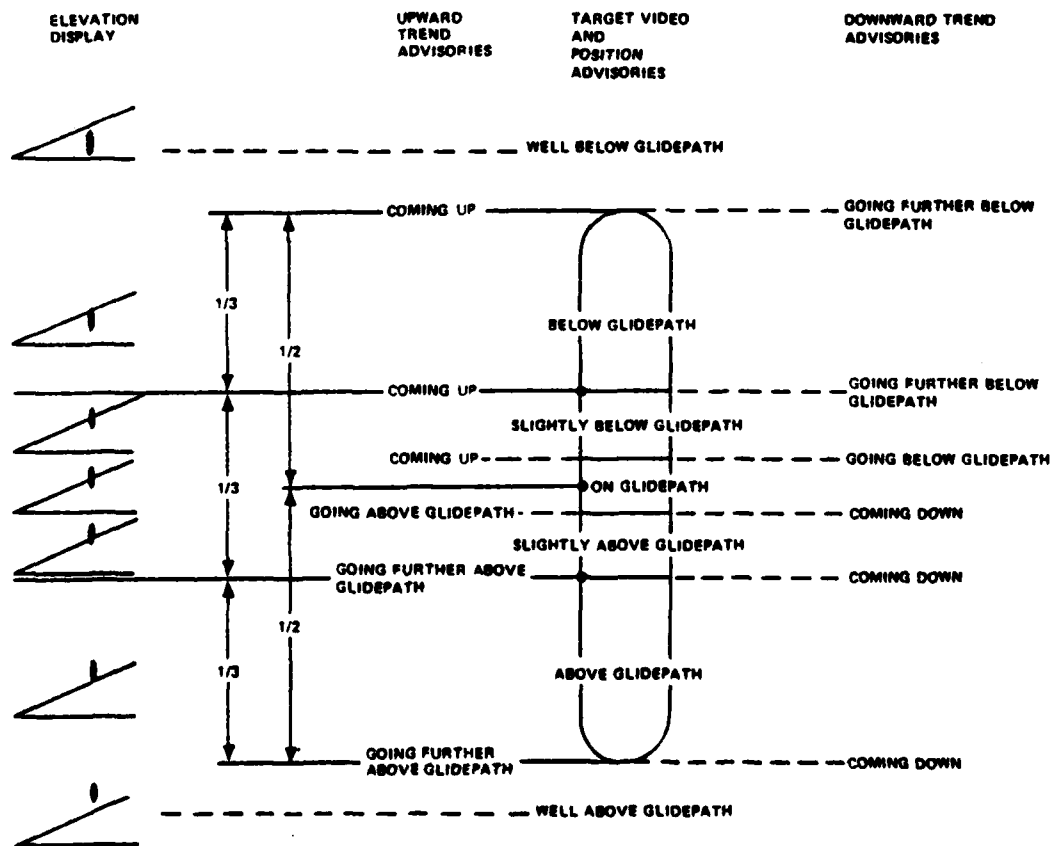 ELEVATION
DISPLAY
UPWARD
TREND
ADVISORIES
TARGET VIDEO
AND
POSITION
ADVISORIES
DOWNWARD TREND
ADVISORIES
WELL BELOW GLIDEPATH
COMING UP
GOING FURTHER BELOW
GLIDEPATH
1/3
BELOW GLIDEPATH
1/2
COMING UP
GOING FURTHER BELOW
GLIDEPATH
SLIGHTLY BELOW GLIDEPATH
COMING UP
GOING BELOW GLIDEPATH
1/3
ON GLIDEPATH
GOING ABOVE GLIDEPATH
COMING DOWN
SLIGHTLY ABOVE GLIDEPATH
GOING FURTHER ABOVE
GLIDEPATH
COMING DOWN
1/2
1/3
ABOVE GLIDEPATH
GOING FURTHER
ABOVE GLIDEPATH
COMING DOWN
WELL ABOVE GLIDEPATH